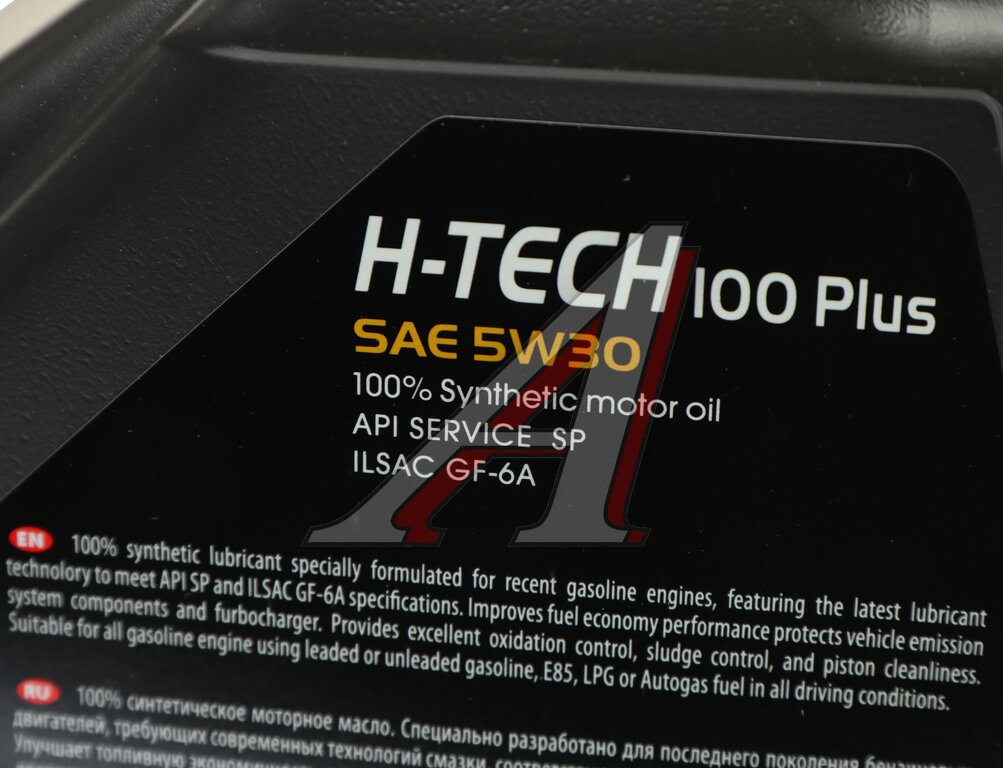 H-TECH 100 Plus
SAE 5W30
100% Synthetic motor oil
API SERVICE SP
ILSAC GF-6A
EN 100% synthetic lubricant specially formulated for recent gasoline engines, featuring the latest lubricant
technolory to meet API SP and ILSAC GF-6A specifications. Improves fuel economy performance protects vehicle emission
system components and furbocharger. Provides excellent oxidation control, sludge control, and piston cleanliness.
Suitable for all gasoline engine using leaded or unleaded gasoline, E85, LPG or Autogas fuel in all driving conditions.
RU 100% синтетическое моторное масло. Специально разработано для последнего поколения
двигателей, требующих современных технологий смазки,
Улучшает топливную